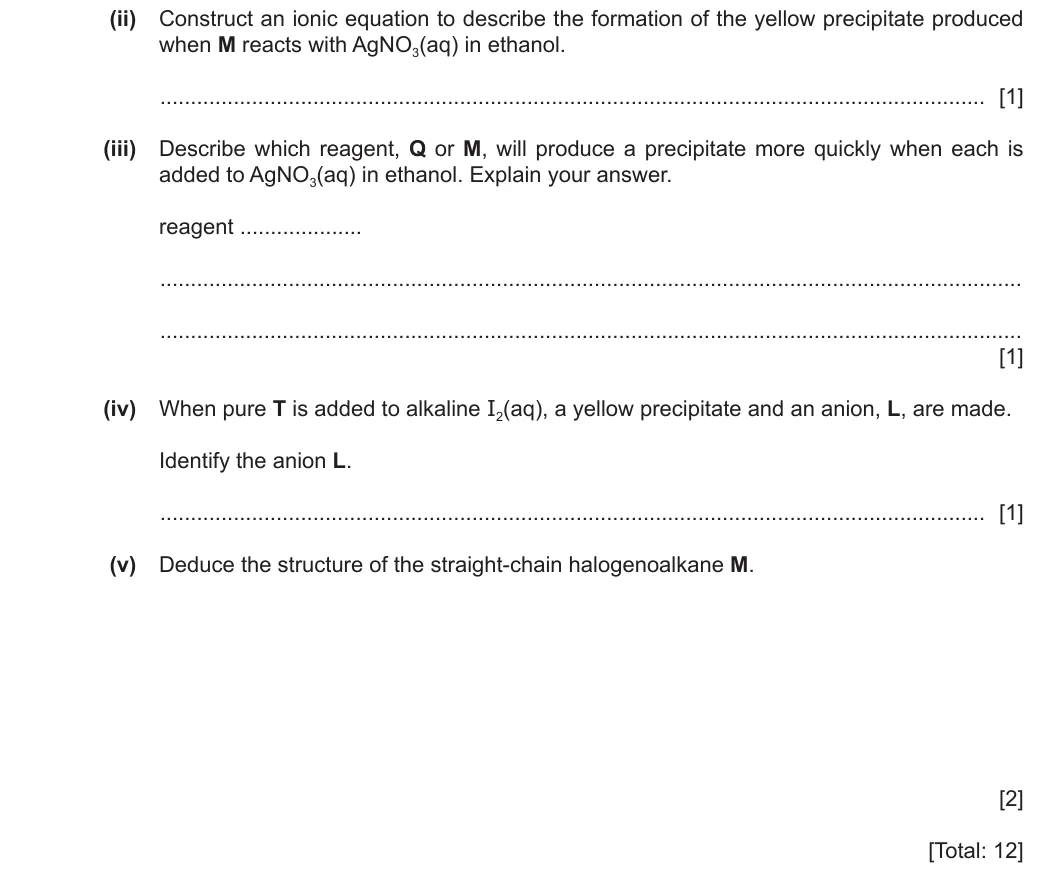 (ii) Construct an ionic equation to describe the formation of the yellow precipitate produced
when M reacts with AgNO₃(aq) in ethanol.
...................................................................................................................................... [1]
(iii) Describe which reagent, Q or M, will produce a precipitate more quickly when each is
added to AgNO₃(aq) in ethanol. Explain your answer.
reagent ....................
............................................................................................................................................
............................................................................................................................................
[1]
(iv) When pure T is added to alkaline I₂(aq), a yellow precipitate and an anion, L, are made.
Identify the anion L.
...................................................................................................................................... [1]
(v) Deduce the structure of the straight-chain halogenoalkane M.
[2]
[Total: 12]